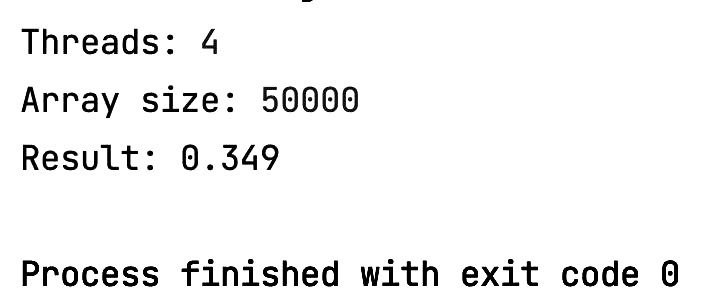 Threads: 4
Array size: 50000
Result: 0.349
Process finished with exit code 0